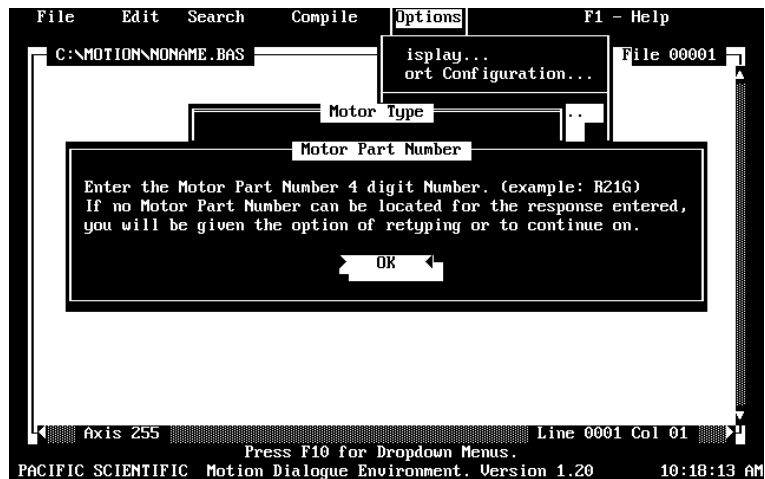 File Edit Search Compile Options F1 - Help
C:\MOTION\NONAME.BAS File 00001
isplay...
ort Configuration...
Motor Type ..
Motor Part Number
Enter the Motor Part Number 4 digit Number. (example: R21G)
If no Motor Part Number can be located for the response entered,
you will be given the option of retyping or to continue on.
OK
Axis 255 Line 0001 Col 01
Press F10 for Dropdown Menus.
PACIFIC SCIENTIFIC Motion Dialogue Environment. Version 1.20 10:18:13 AM